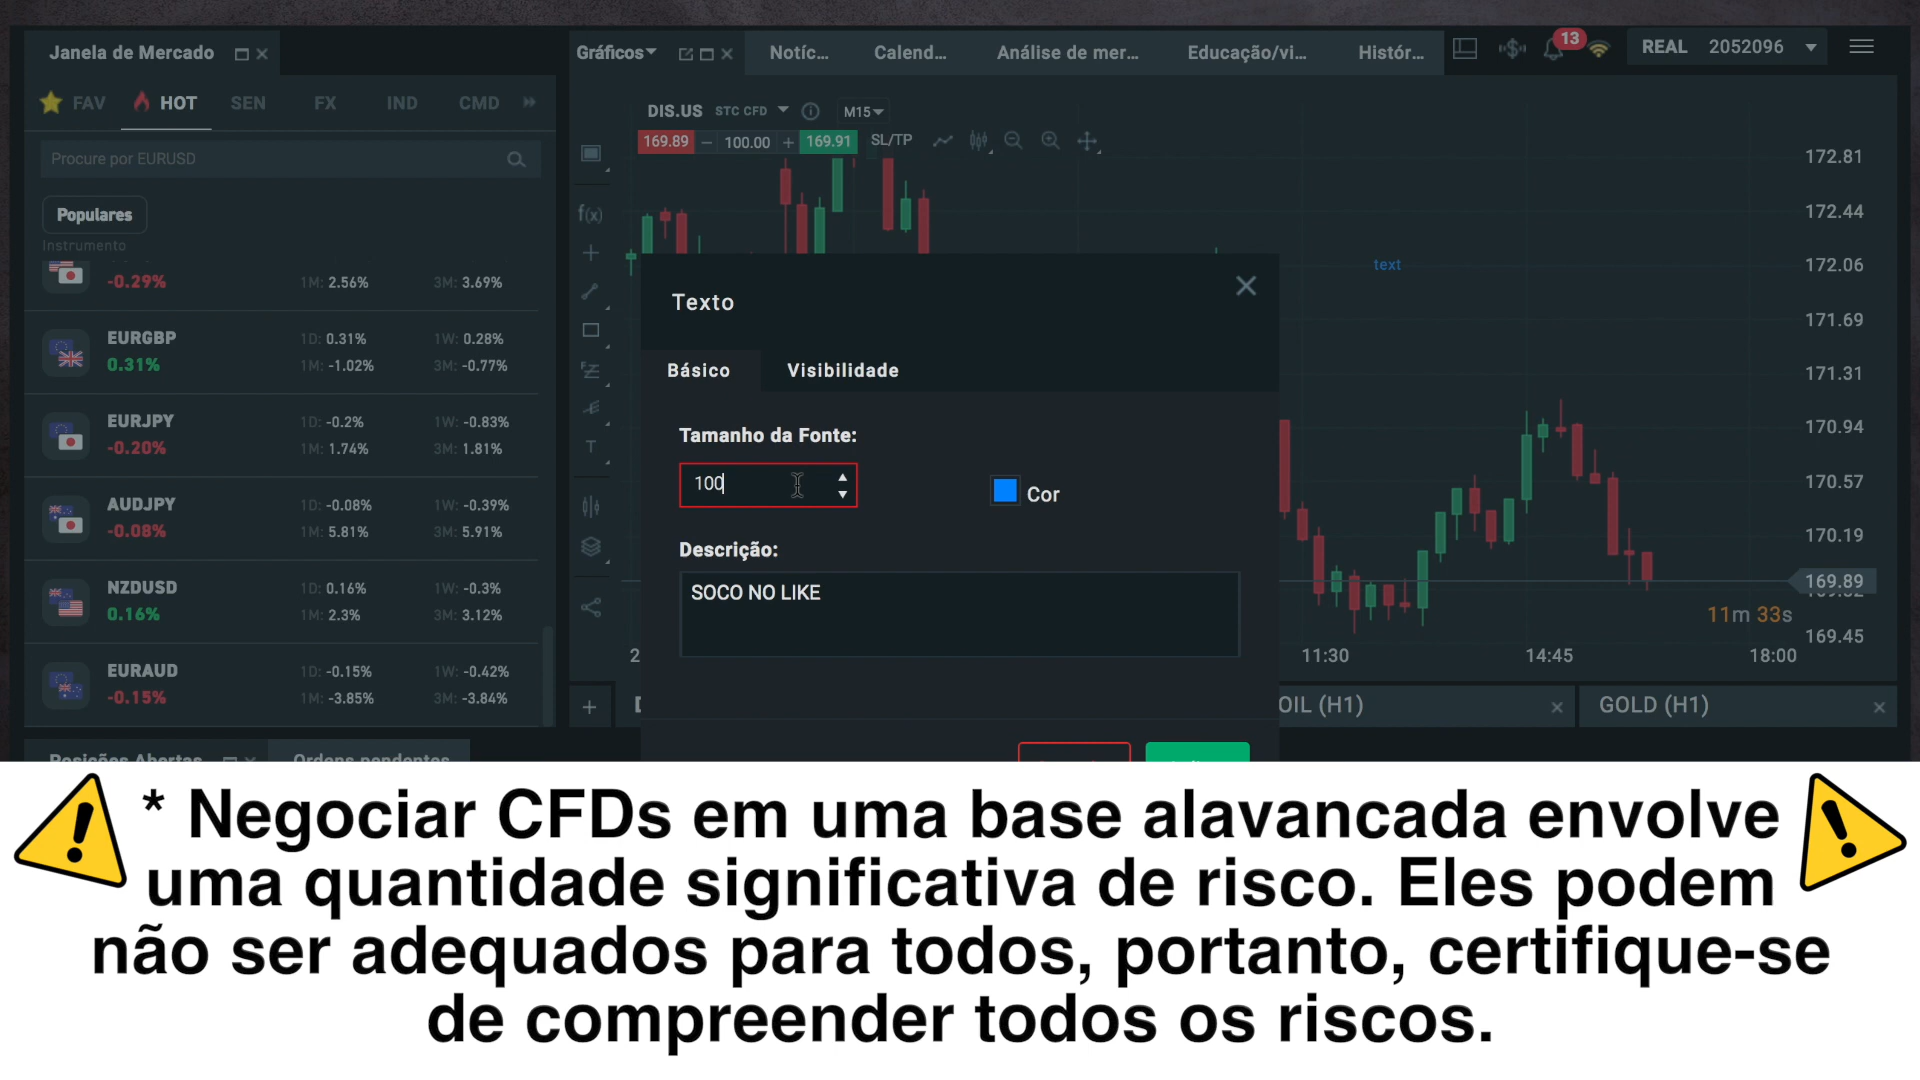 Janela de Mercado
Gráficos
Notíc...
Calend...
Análise de mer...
Educação/vi...
Histór...
13
REAL 2052096
FAV
HOT
SEN
FX
IND
CMD
DIS.US STC CFD
M15
169.89 − 100.00 + 169.91 SL/TP
Procure por EURUSD
Populares
Instrumento
-0.29% 1M: 2.56% 3M: 3.69%
EURGBP 1D: 0.31% 1W: 0.28%
0.31% 1M: -1.02% 3M: -0.77%
EURJPY 1D: -0.2% 1W: -0.83%
-0.20% 1M: 1.74% 3M: 1.81%
AUDJPY 1D: -0.08% 1W: -0.39%
-0.08% 1M: 5.81% 3M: 5.91%
NZDUSD 1D: 0.16% 1W: -0.3%
0.16% 1M: 2.3% 3M: 3.12%
EURAUD 1D: -0.15% 1W: -0.42%
-0.15% 1M: -3.85% 3M: -3.84%
Posições Abertas
Ordens pendentes
f(x)
T
text
Texto
Básico
Visibilidade
Tamanho da Fonte:
100
Cor
Descrição:
SOCO NO LIKE
172.81
172.44
172.06
171.69
171.31
170.94
170.57
170.19
169.89
11m 33s
169.45
11:30
14:45
18:00
OIL (H1)
GOLD (H1)
* Negociar CFDs em uma base alavancada envolve
uma quantidade significativa de risco. Eles podem
não ser adequados para todos, portanto, certifique-se
de compreender todos os riscos.